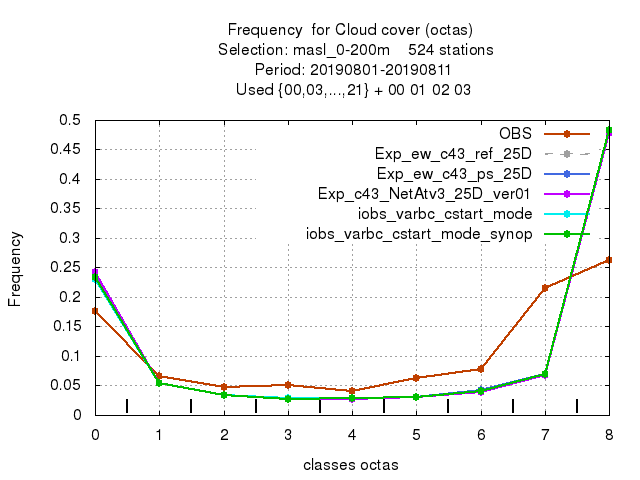 Frequency  for Cloud cover (octas)
Selection: masl_0-200m    524 stations
Period: 20190801-20190811
Used {00,03,...,21} + 00 01 02 03
0.5
0.45
0.4
0.35
0.3
0.25
0.2
0.15
0.1
0.05
0
Frequency
OBS
Exp_ew_c43_ref_25D
Exp_ew_c43_ps_25D
Exp_c43_NetAtv3_25D_ver01
iobs_varbc_cstart_mode
iobs_varbc_cstart_mode_synop
0 1 2 3 4 5 6 7 8
classes octas